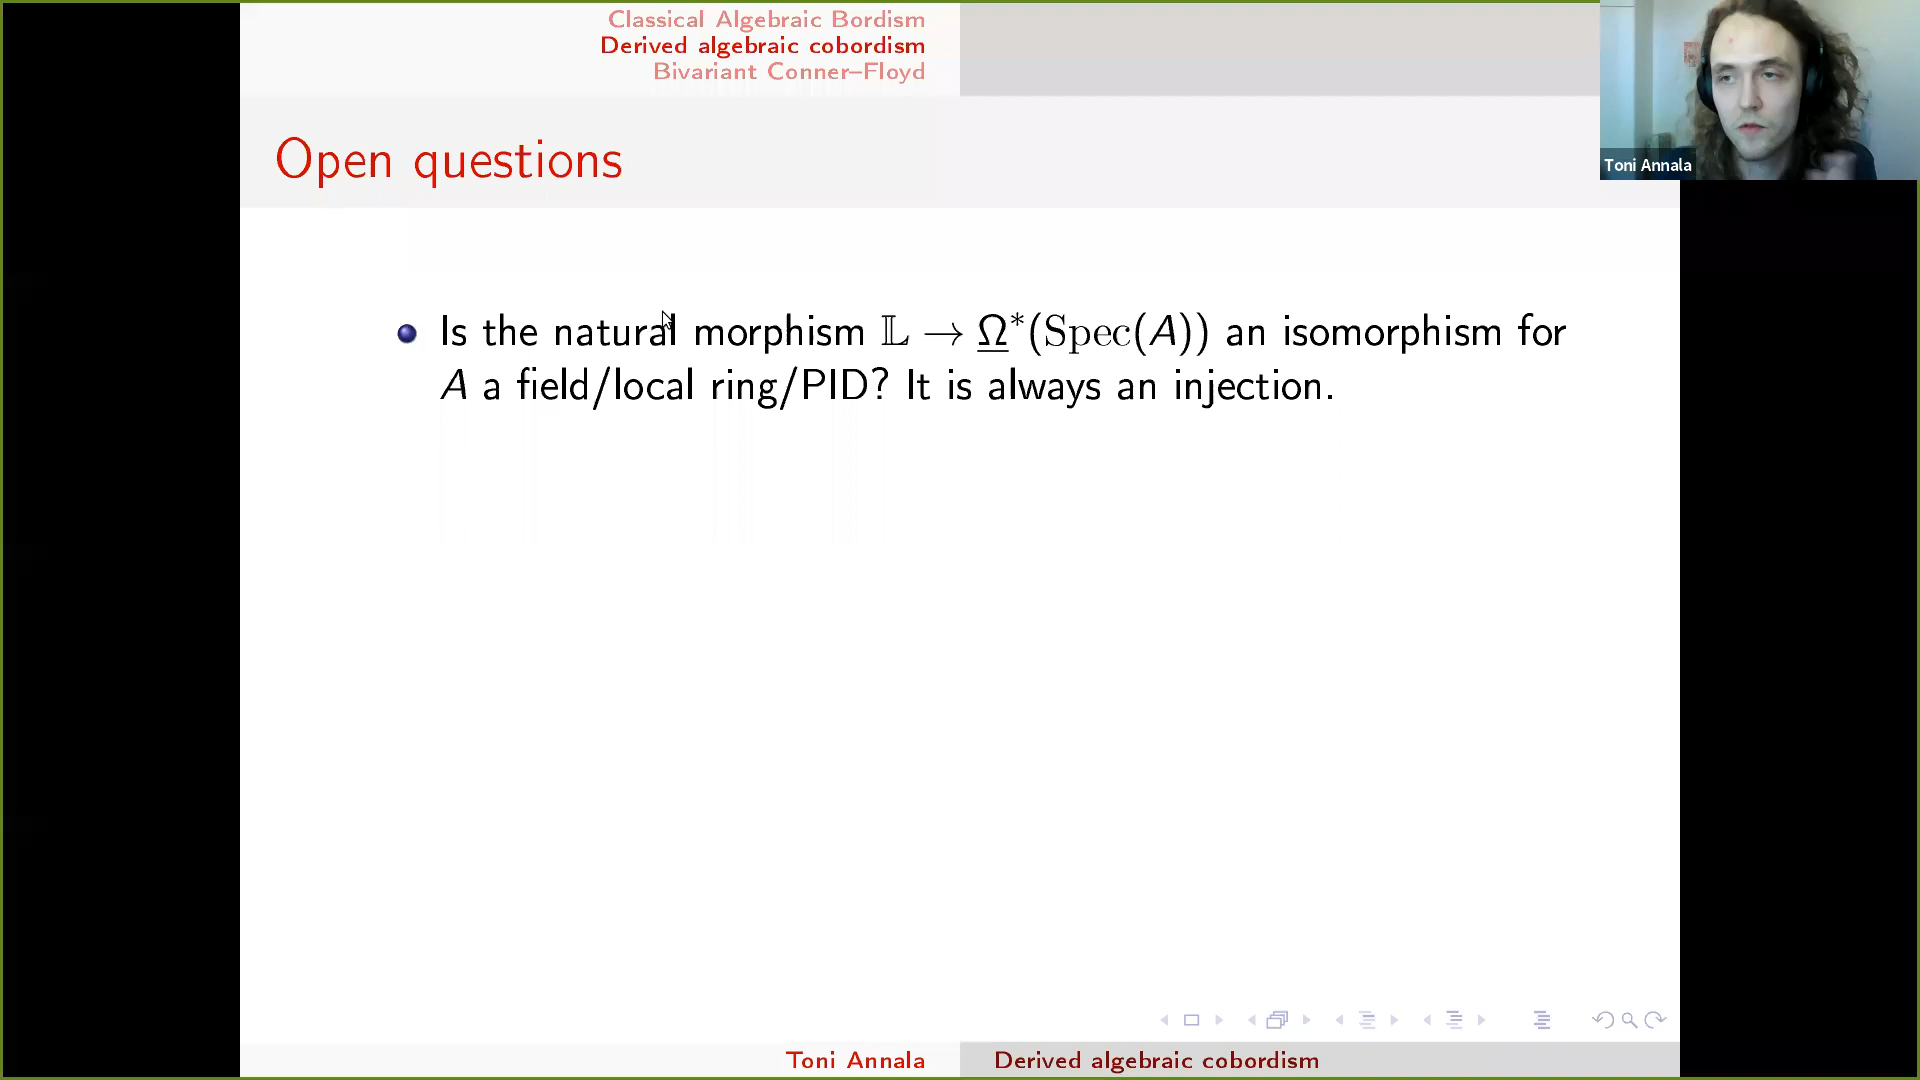 Classical Algebraic Bordism
Derived algebraic cobordism
Bivariant Conner–Floyd
Toni Annala
Open questions
Is the natural morphism 𝕃 → Ω̲*(Spec(A)) an isomorphism for
A a field/local ring/PID? It is always an injection.
Toni Annala
Derived algebraic cobordism